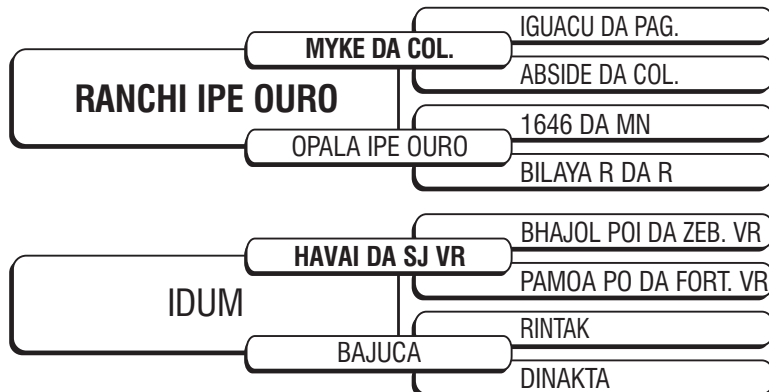 IGUACU DA PAG.
MYKE DA COL.
ABSIDE DA COL.
RANCHI IPE OURO
1646 DA MN
OPALA IPE OURO
BILAYA R DA R
BHAJOL POI DA ZEB. VR
HAVAI DA SJ VR
PAMOA PO DA FORT. VR
IDUM
RINTAK
BAJUCA
DINAKTA